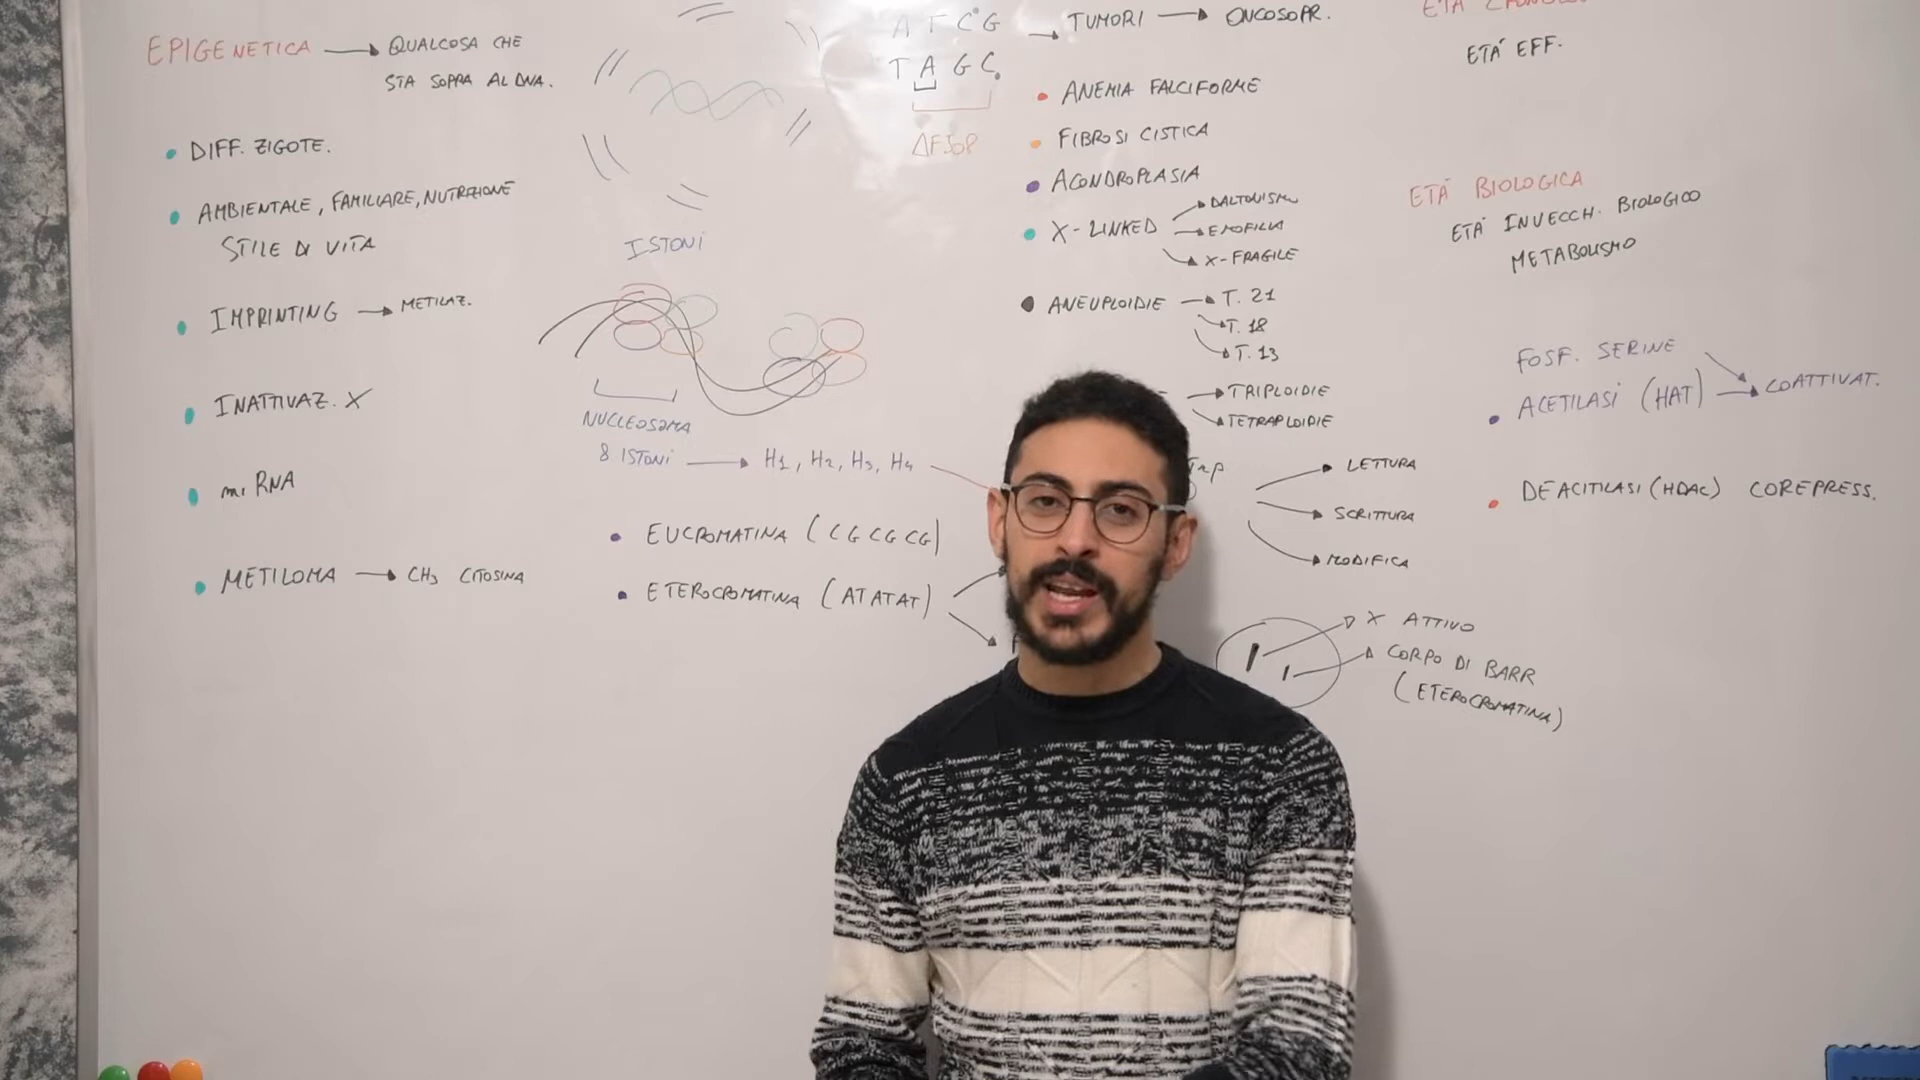 EPIGENETICA → QUALCOSA CHE
STA SOPRA AL DNA.
DIFF. ZIGOTE.
AMBIENTALE, FAMILIARE, NUTRIZIONE
STILE DI VITA
IMPRINTING → METILAZ.
INATTIVAZ. X
miRNA
METILOMA → CH3 CITOSINA
A T C G
T A G C
ΔF508
ISTONI
NUCLEOSOMA
8 ISTONI → H1, H2, H3, H4
EUCROMATINA (CGCGCG)
ETEROCROMATINA (ATATAT)
→ TUMORI → ONCOSOPR.
ANEMIA FALCIFORME
FIBROSI CISTICA
ACONDROPLASIA
X-LINKED → DALTONISMO
→ EMOFILIA
→ X-FRAGILE
ANEUPLOIDIE → T. 21
→ T. 18
→ T. 13
→ TRIPLOIDIE
→ TETRAPLOIDIE
→ LETTURA
→ SCRITTURA
→ MODIFICA
X ATTIVO
CORPO DI BARR
(ETEROCROMATINA)
ETÀ EFF.
ETÀ BIOLOGICA
ETÀ INVECCH. BIOLOGICO
METABOLISMO
FOSF. SERINE
ACETILASI (HAT) → COATTIVAT.
DEACITILASI (HDAC) COREPRESS.